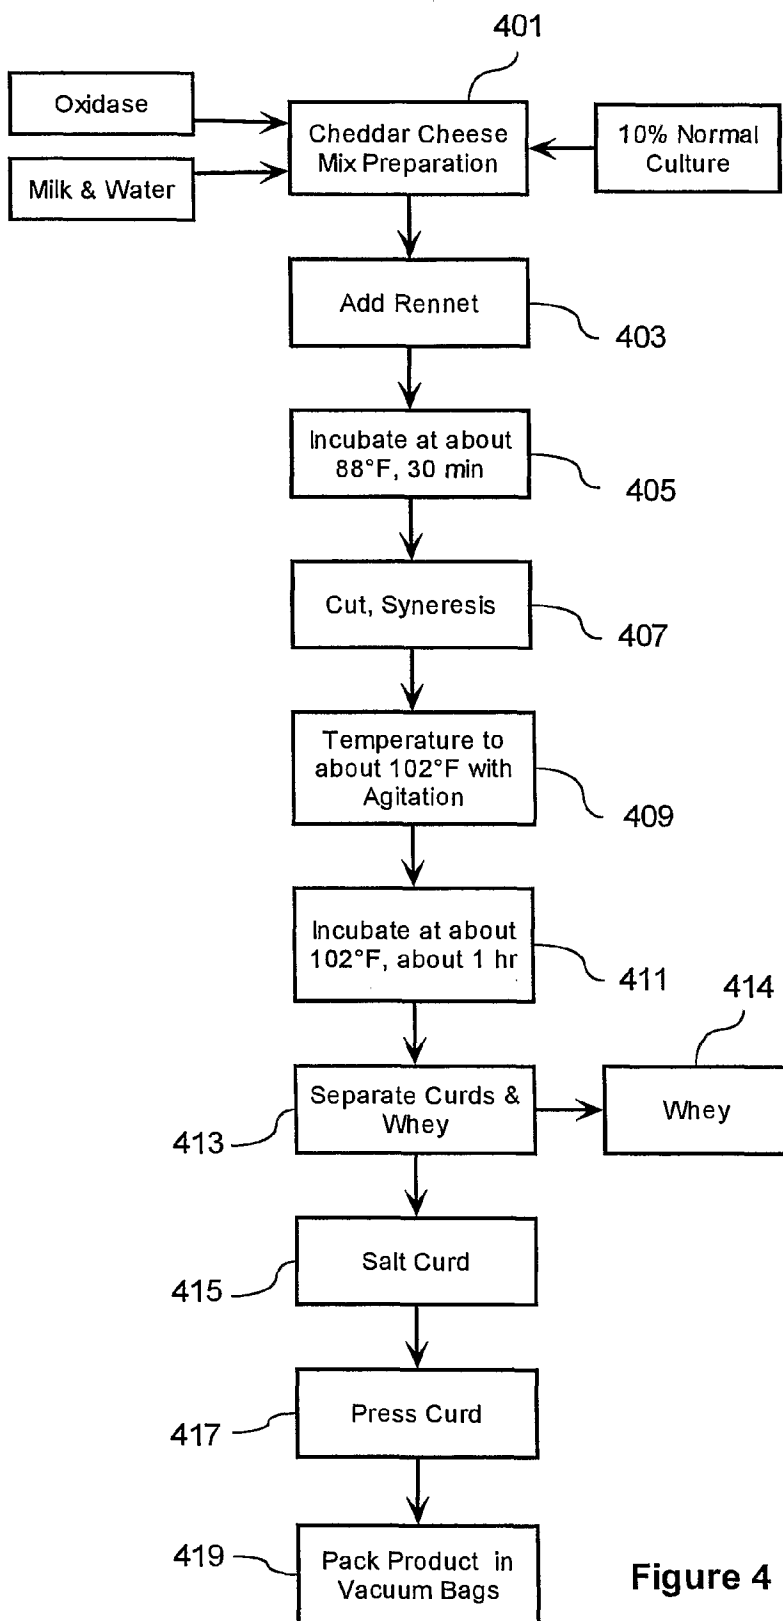 401
Oxidase
Cheddar Cheese
Mix Preparation
10% Normal
Culture
Milk & Water
Add Rennet
403
Incubate at about
88°F, 30 min
405
Cut, Syneresis
407
Temperature to
about 102°F with
Agitation
409
Incubate at about
102°F, about 1 hr
411
414
Separate Curds &
Whey
413
Whey
Salt Curd
415
Press Curd
417
419
Pack Product in
Vacuum Bags
Figure 4